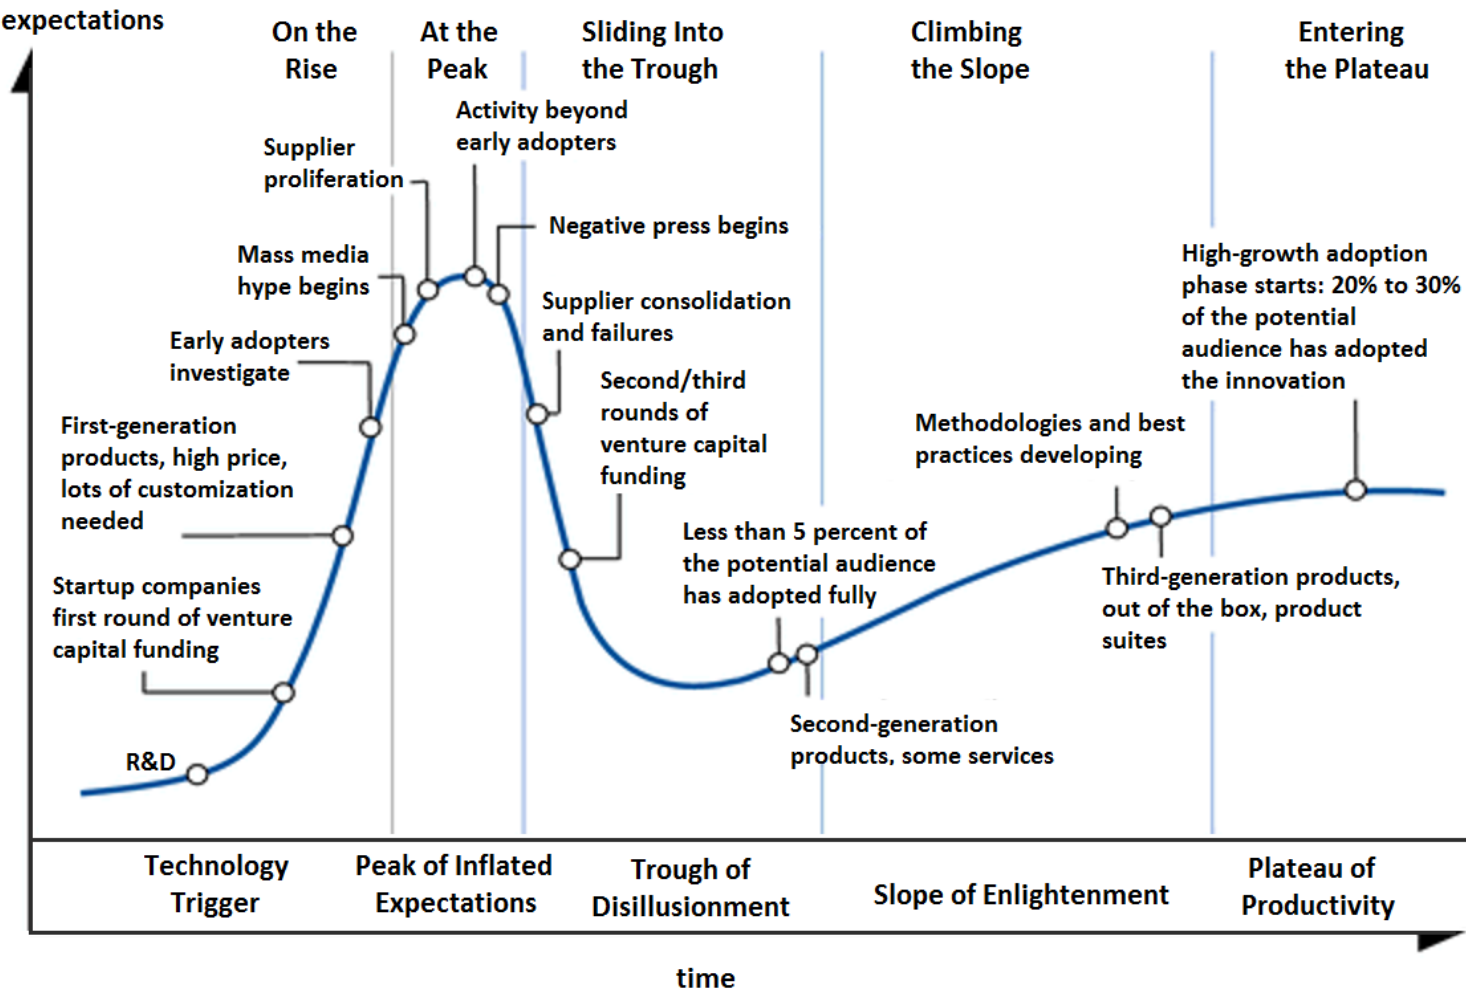 expectations
On the
Rise
At the
Peak
Sliding Into
the Trough
Climbing
the Slope
Entering
the Plateau
Activity beyond
early adopters
Supplier
proliferation
Negative press begins
Mass media
hype begins
High-growth adoption
phase starts: 20% to 30%
of the potential
audience has adopted
the innovation
Supplier consolidation
and failures
Early adopters
investigate
Second/third
rounds of
venture capital
funding
First-generation
products, high price,
lots of customization
needed
Methodologies and best
practices developing
Less than 5 percent of
the potential audience
has adopted fully
Startup companies
first round of venture
capital funding
Third-generation products,
out of the box, product
suites
R&D
Second-generation
products, some services
Technology
Trigger
Peak of Inflated
Expectations
Trough of
Disillusionment
Slope of Enlightenment
Plateau of
Productivity
time